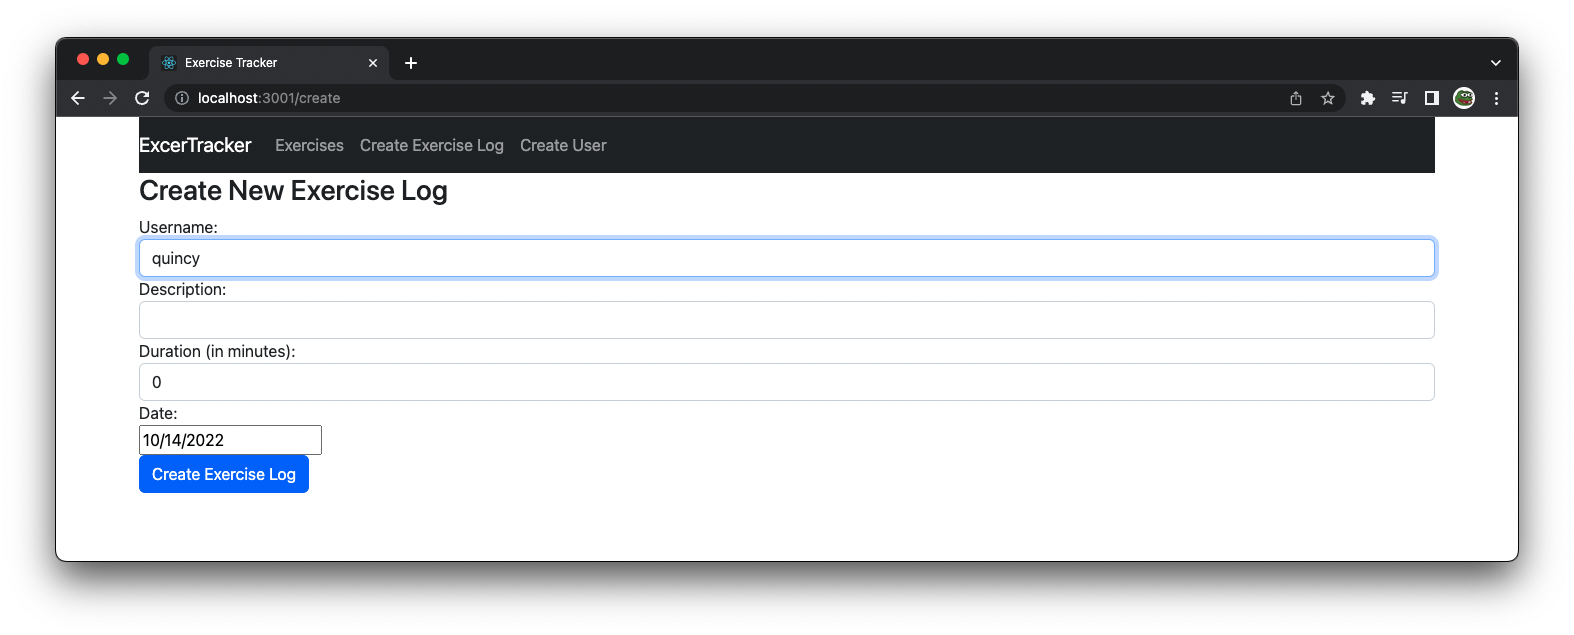 Exercise Tracker
localhost:3001/create
ExcerTracker Exercises Create Exercise Log Create User
Create New Exercise Log
Username:
quincy
Description:
Duration (in minutes):
0
Date:
10/14/2022
Create Exercise Log